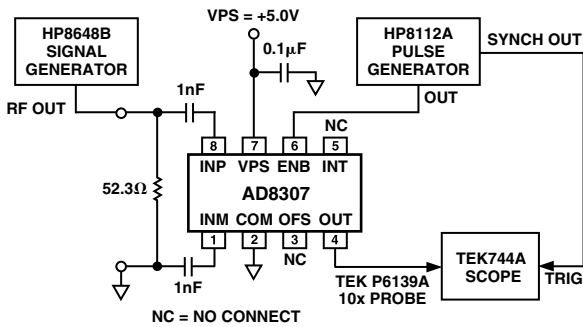 HP8648B
SIGNAL
GENERATOR
VPS = +5.0V
0.1μF
HP8112A
PULSE
GENERATOR
SYNCH OUT
OUT
RF OUT
1nF
NC
8
7
6
5
INP
VPS
ENB
INT
AD8307
52.3Ω
INM
COM
OFS
OUT
1
2
3
4
NC
1nF
TEK P6139A
10x PROBE
TEK744A
SCOPE
TRIG
NC = NO CONNECT